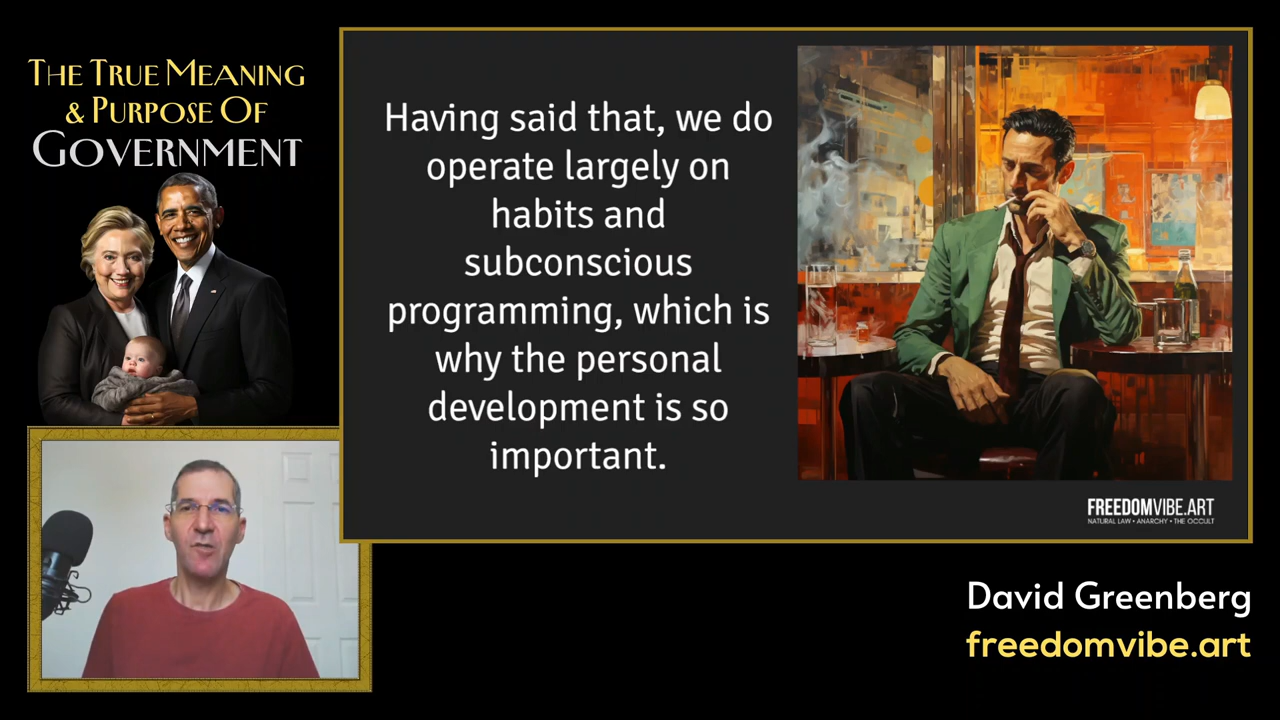 THE TRUE MEANING
& PURPOSE OF
GOVERNMENT
Having said that, we do
operate largely on
habits and
subconscious
programming, which is
why the personal
development is so
important.
FREEDOMVIBE.ART
NATURAL LAW • ANARCHY • THE OCCULT
David Greenberg
freedomvibe.art